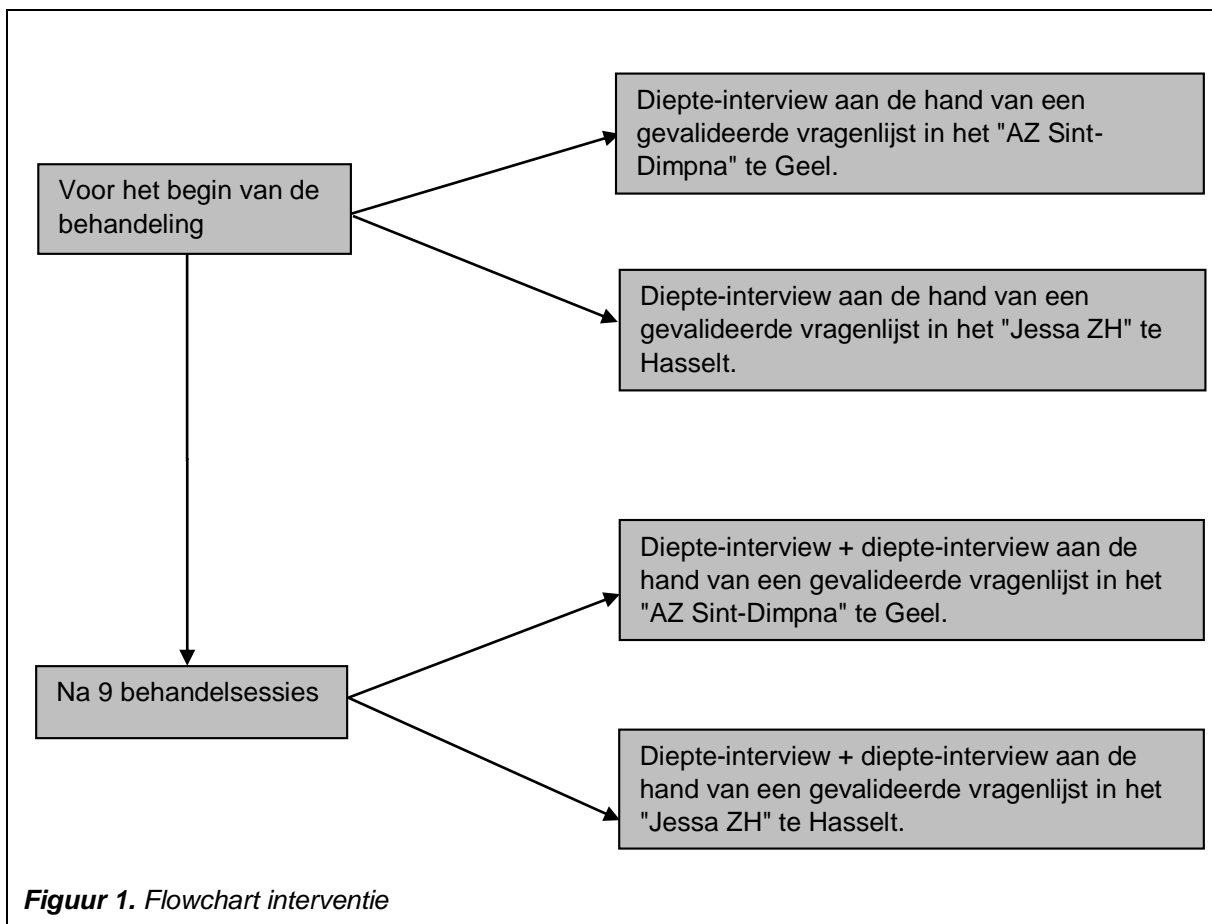 Diepte-interview aan de hand van een
gevalideerde vragenlijst in het "AZ Sint-
Dimpna" te Geel.
Voor het begin van de
behandeling
Diepte-interview aan de hand van een
gevalideerde vragenlijst in het "Jessa ZH" te
Hasselt.
Diepte-interview + diepte-interview aan de
hand van een gevalideerde vragenlijst in het
"AZ Sint-Dimpna" te Geel.
Na 9 behandelsessies
Diepte-interview + diepte-interview aan de
hand van een gevalideerde vragenlijst in het
"Jessa ZH" te Hasselt.
Figuur 1. Flowchart interventie